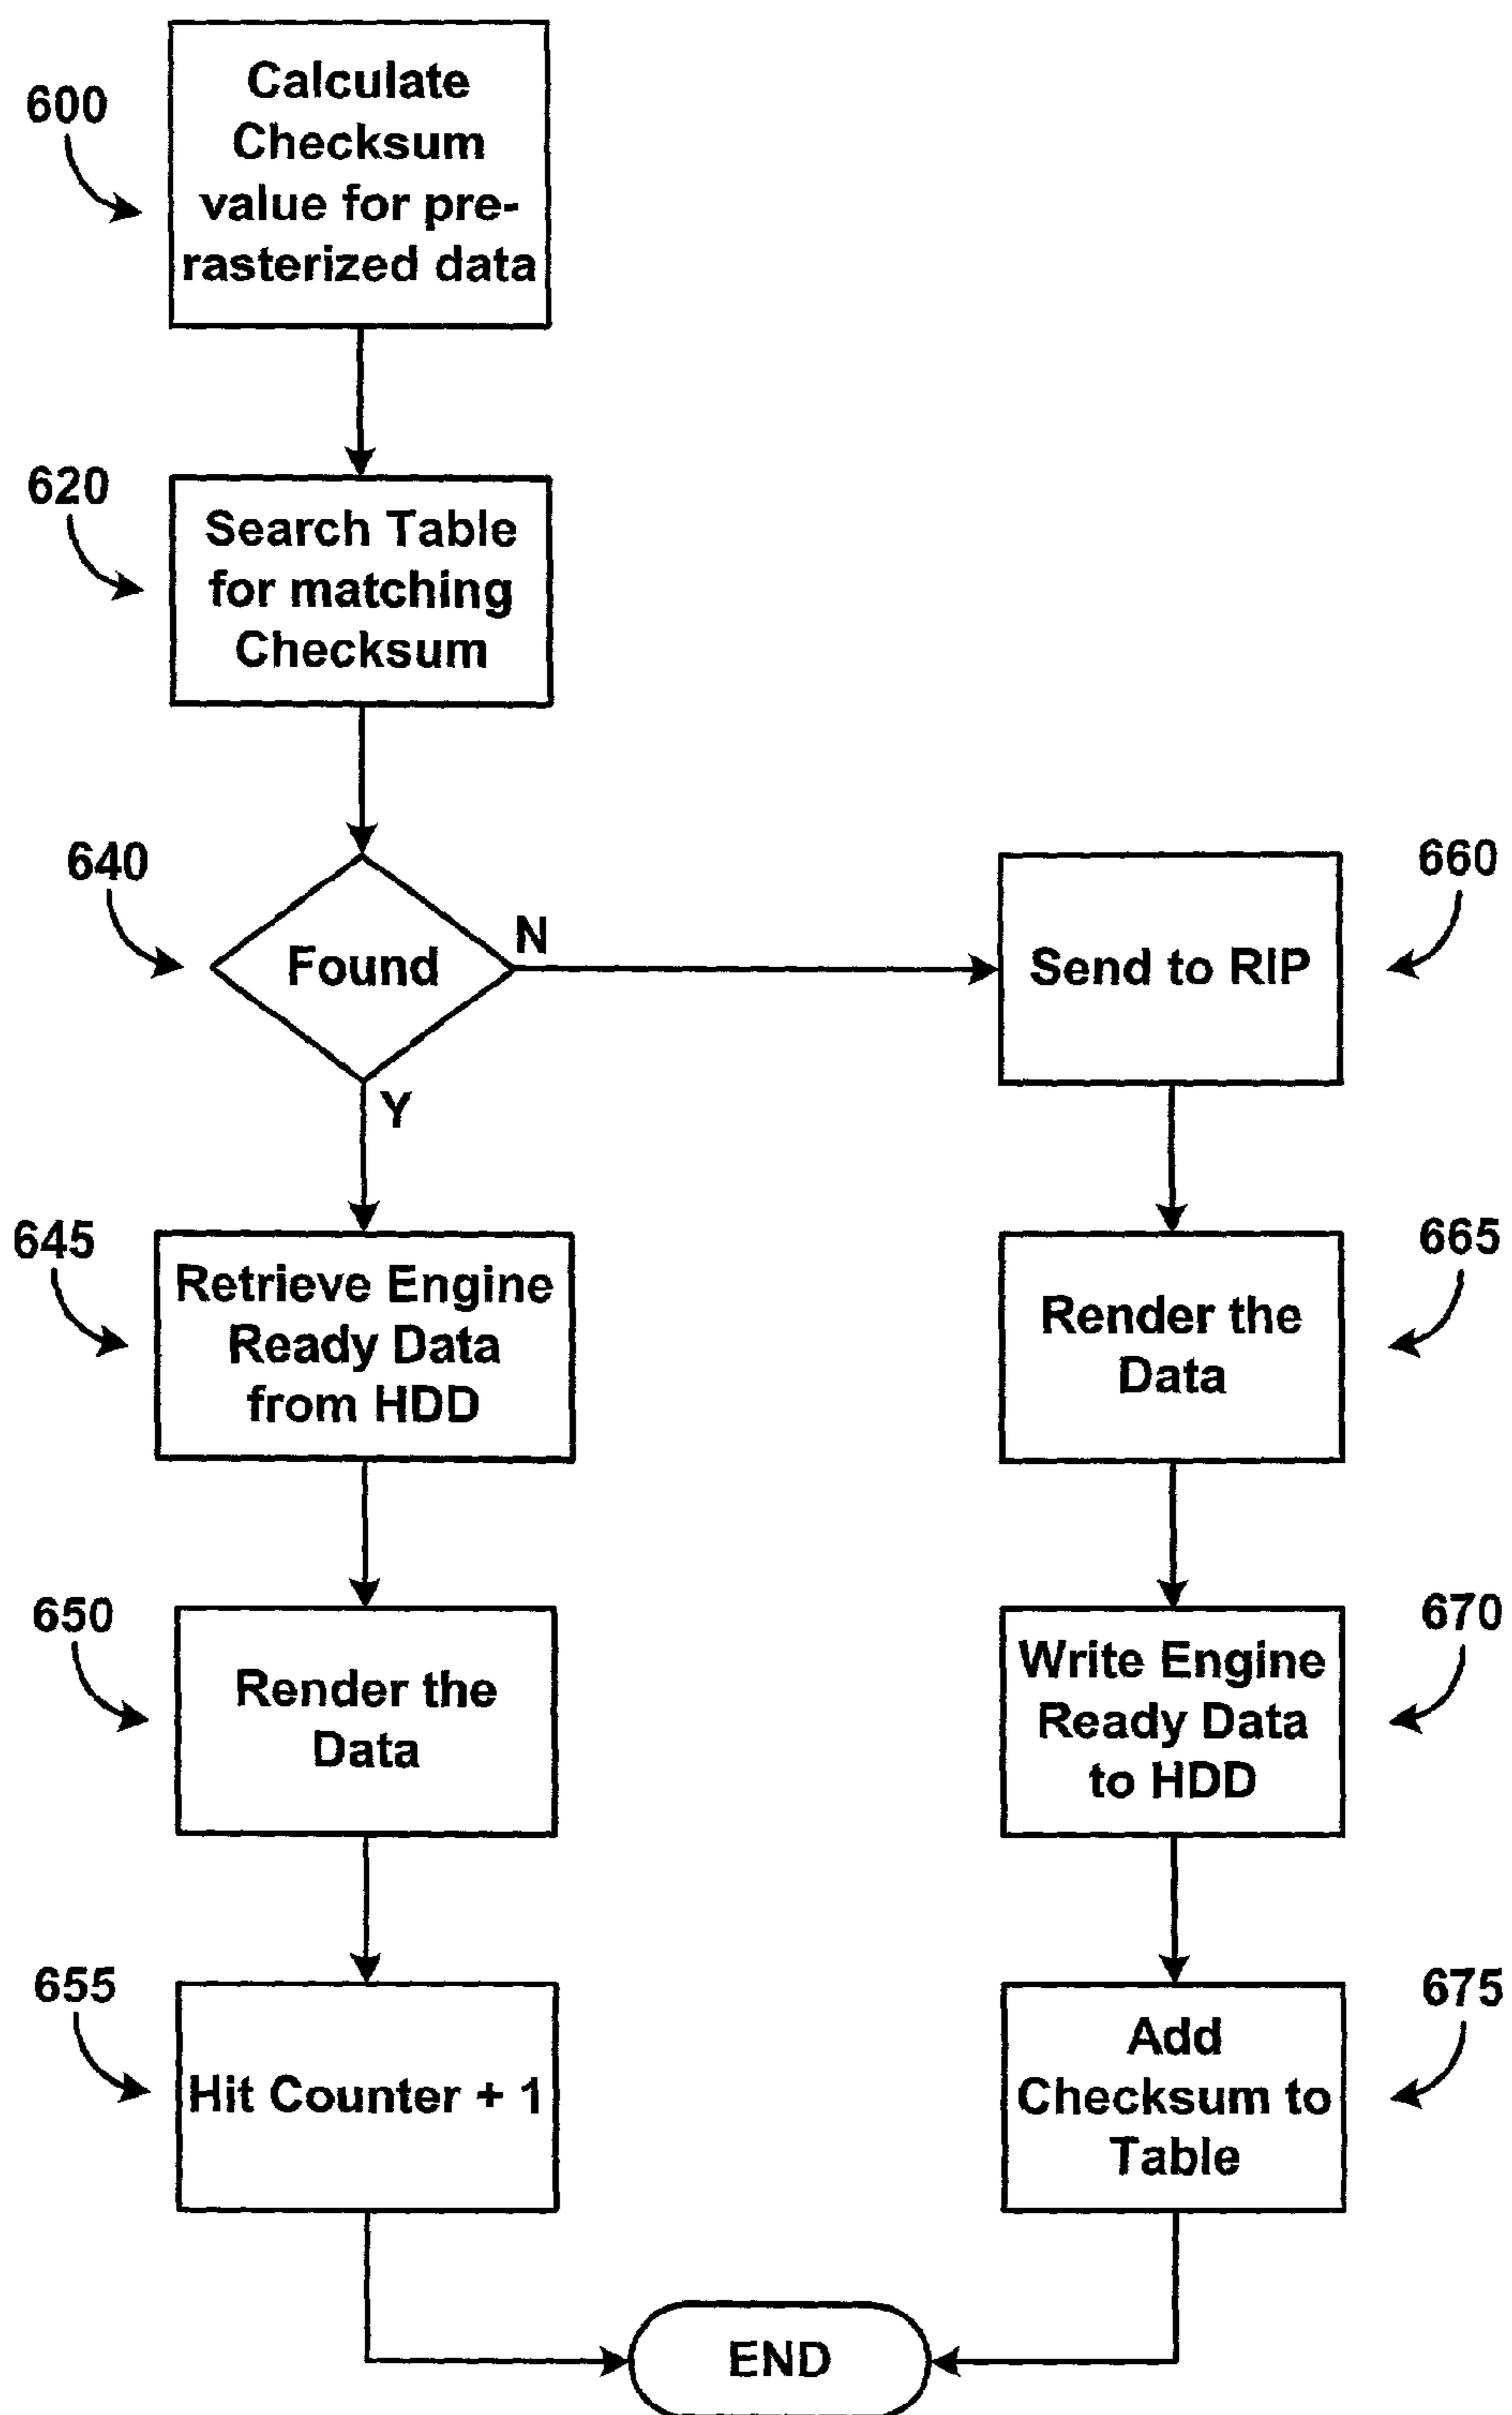 600
Calculate
Checksum
value for pre-
rasterized data
620
Search Table
for matching
Checksum
640
Found
N
Y
660
Send to RIP
645
Retrieve Engine
Ready Data
from HDD
665
Render the
Data
650
Render the
Data
670
Write Engine
Ready Data
to HDD
655
Hit Counter + 1
675
Add
Checksum to
Table
END